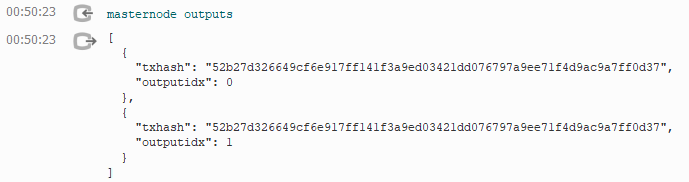 00:50:23 masternode outputs
00:50:23 [
{
"txhash": "52b27d326649cf6e917ff141f3a9ed03421dd076797a9ee71f4d9ac9a7ff0d37",
"outputidx": 0
},
{
"txhash": "52b27d326649cf6e917ff141f3a9ed03421dd076797a9ee71f4d9ac9a7ff0d37",
"outputidx": 1
}
]